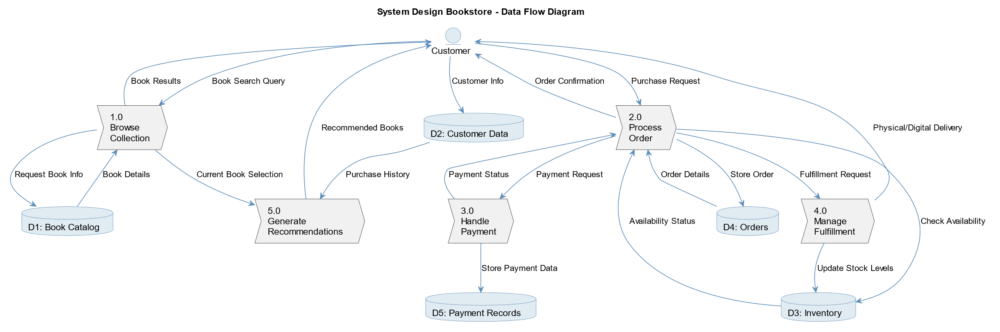 System Design Bookstore - Data Flow Diagram
Customer
Book Results
Book Search Query
Customer Info
Order Confirmation
Purchase Request
1.0
Browse
Collection
Recommended Books
D2: Customer Data
2.0
Process
Order
Physical/Digital Delivery
Request Book Info
Book Details
Current Book Selection
Purchase History
Payment Status
Payment Request
Order Details
Store Order
Fulfillment Request
D1: Book Catalog
5.0
Generate
Recommendations
3.0
Handle
Payment
Availability Status
D4: Orders
4.0
Manage
Fulfillment
Check Availability
Store Payment Data
Update Stock Levels
D5: Payment Records
D3: Inventory